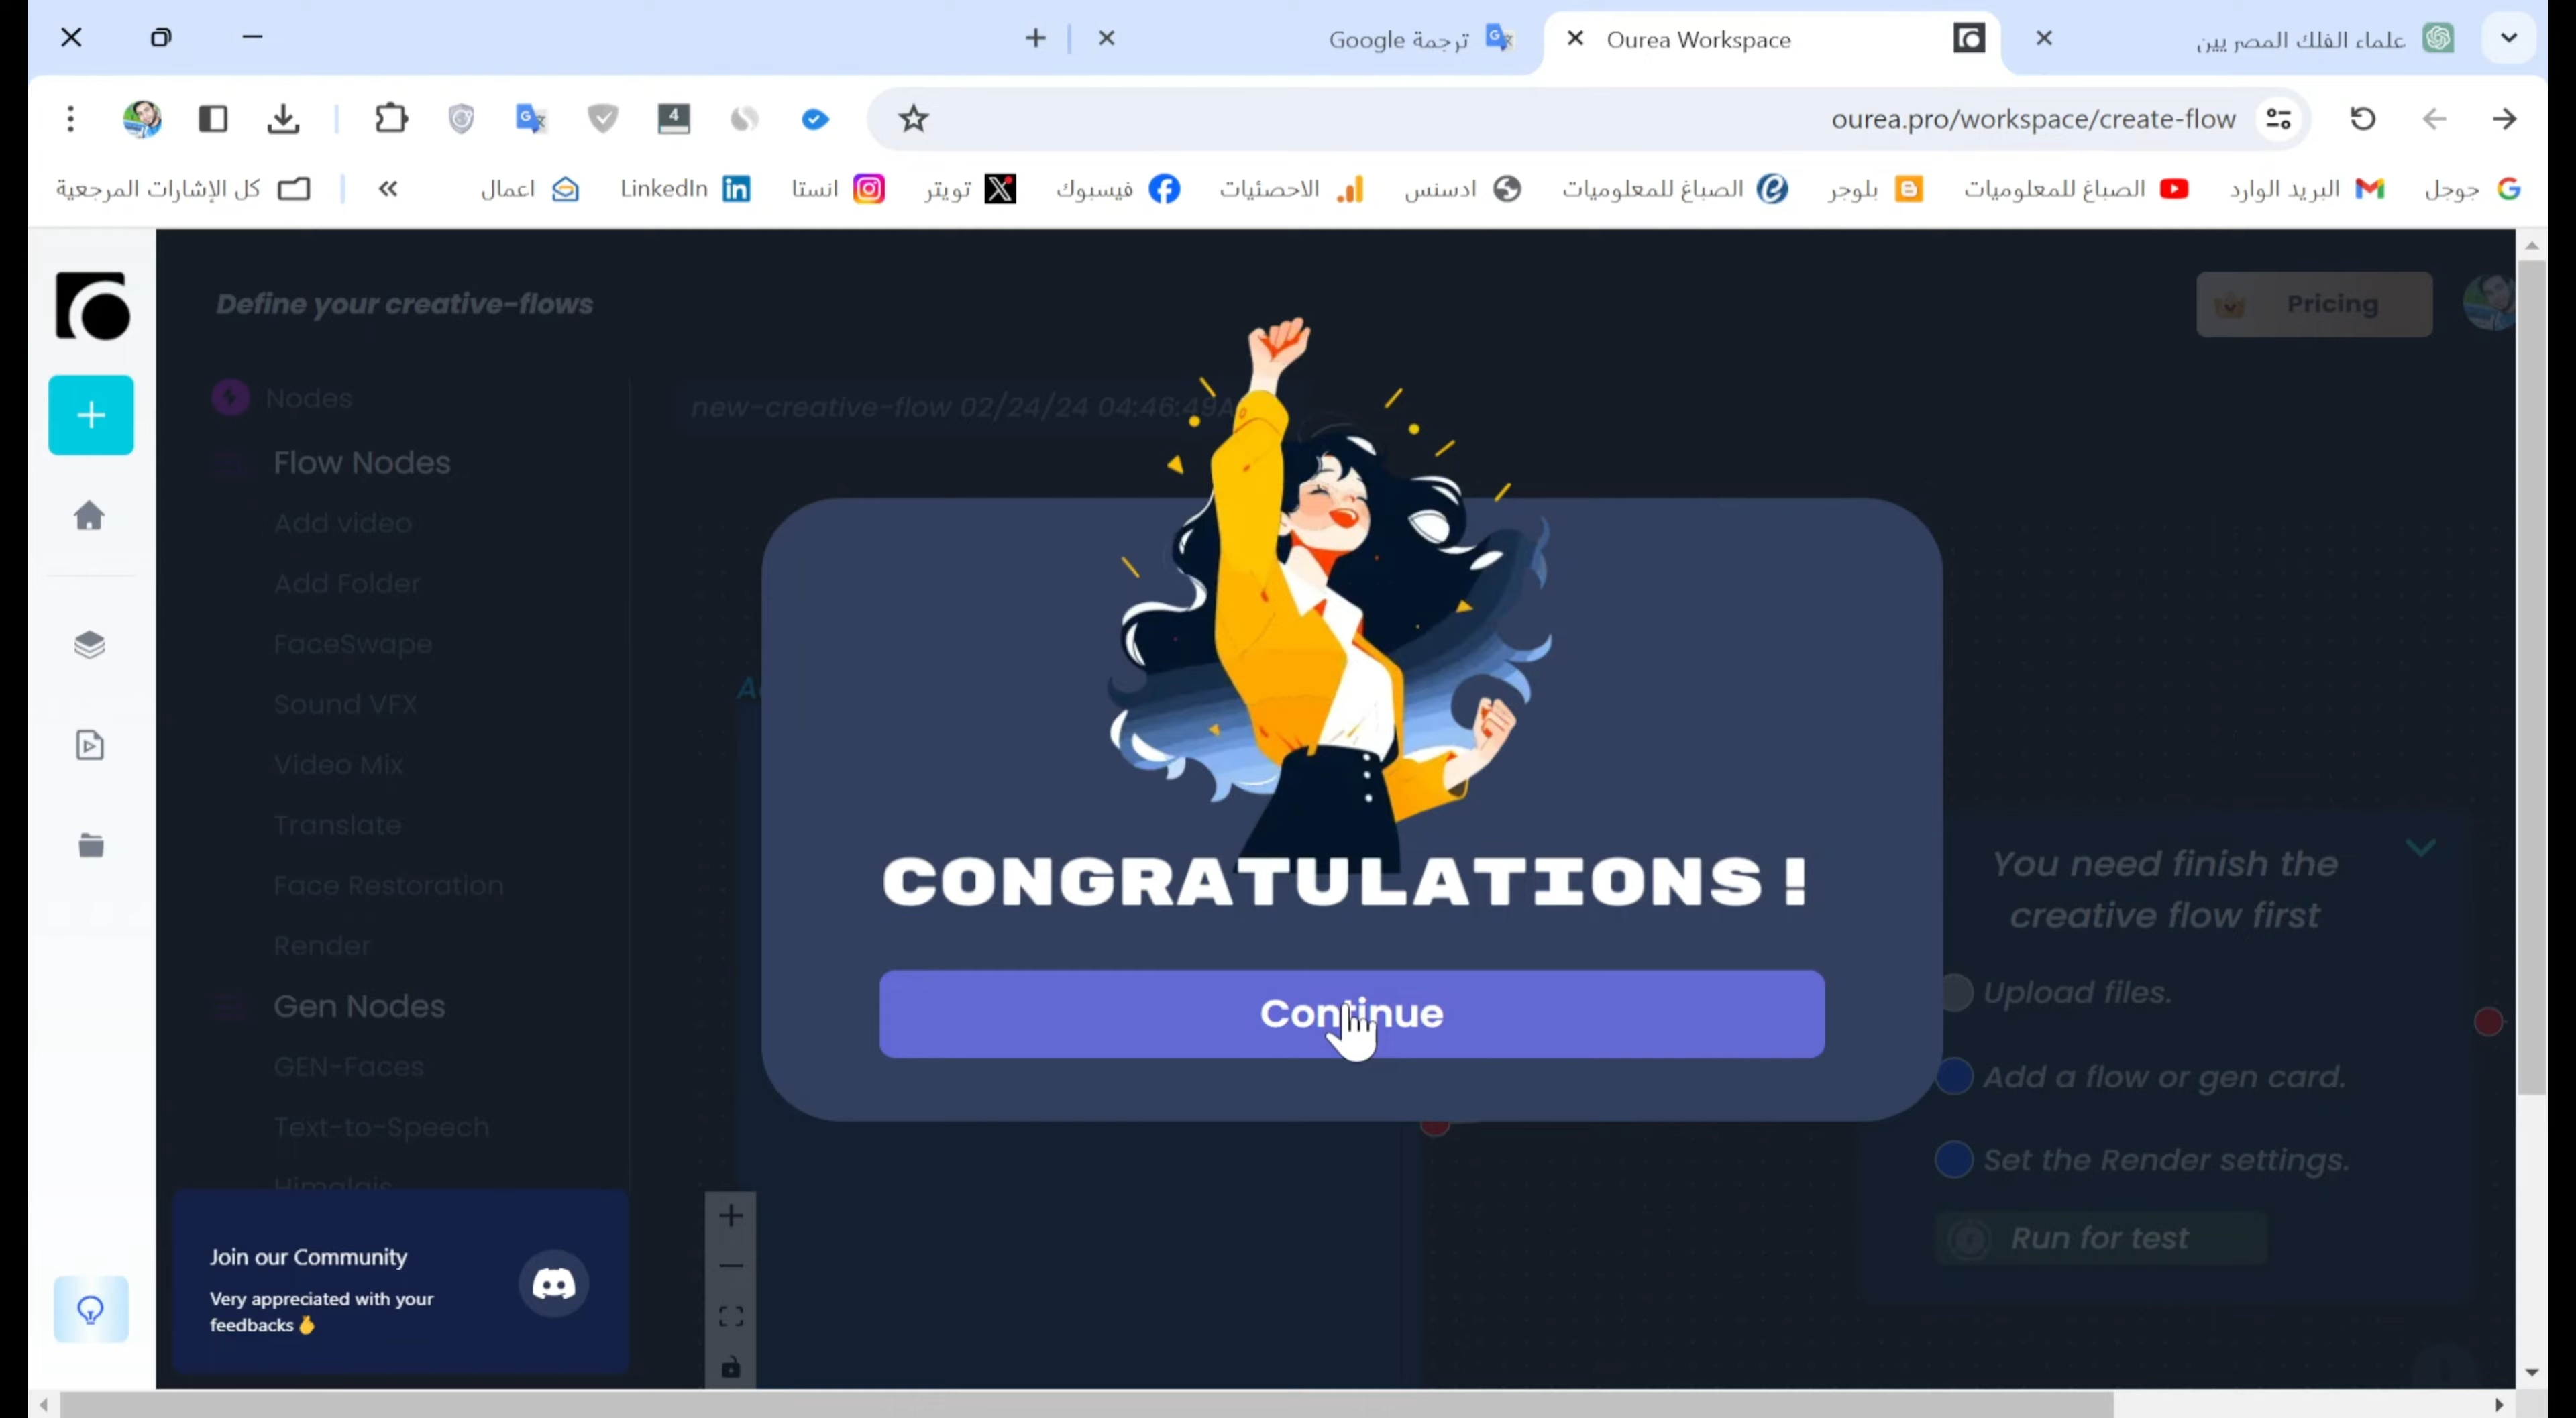 علماء الفلك المصريين
Ourea Workspace
ترجمة Google
ourea.pro/workspace/create-flow
4
جوجل
البريد الوارد
الصباغ للمعلوميات
بلوجر
الصباغ للمعلوميات
ادسنس
الاحصئيات
فيسبوك
تويتر
انستا
LinkedIn
اعمال
كل الإشارات المرجعية
Define your creative-flows
Pricing
Nodes
new-creative-flow 02/24/24 04:46:49A
Flow Nodes
Add video
Add Folder
FaceSwape
Sound VFX
Video Mix
Translate
Face Restoration
Render
Gen Nodes
GEN-Faces
Text-to-Speech
CONGRATULATIONS!
Continue
You need finish the
creative flow first
Upload files.
Add a flow or gen card.
Set the Render settings.
Run for test
Join our Community
Very appreciated with your
feedbacks